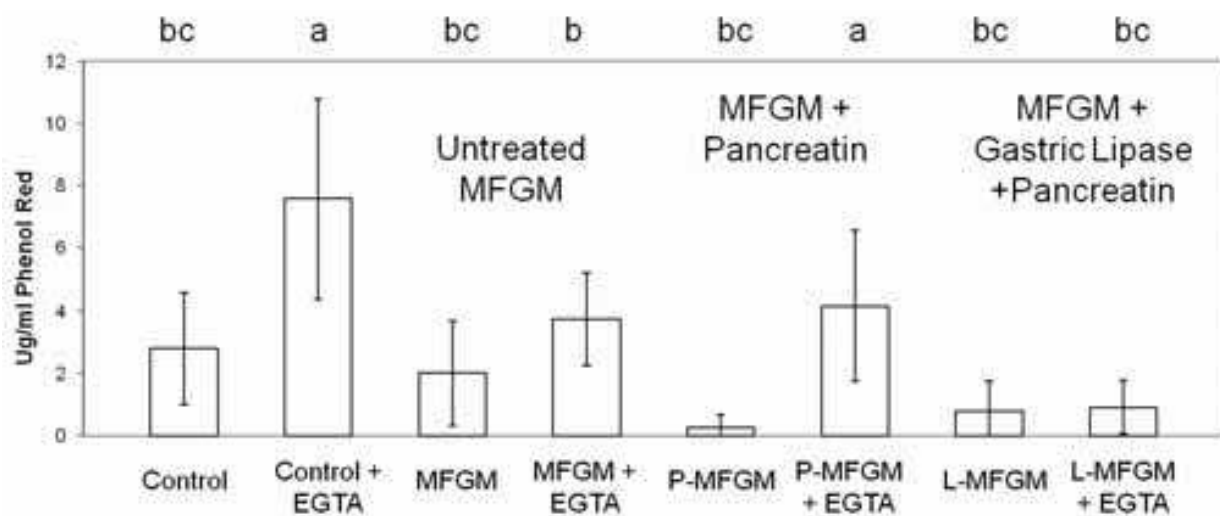 bc a bc b bc a bc bc
12
10
8
6
4
2
0
Ug/ml Phenol Red
Untreated
MFGM
MFGM +
Pancreatin
MFGM +
Gastric Lipase
+Pancreatin
Control
Control +
EGTA
MFGM
MFGM +
EGTA
P-MFGM
P-MFGM
+ EGTA
L-MFGM
L-MFGM
+ EGTA